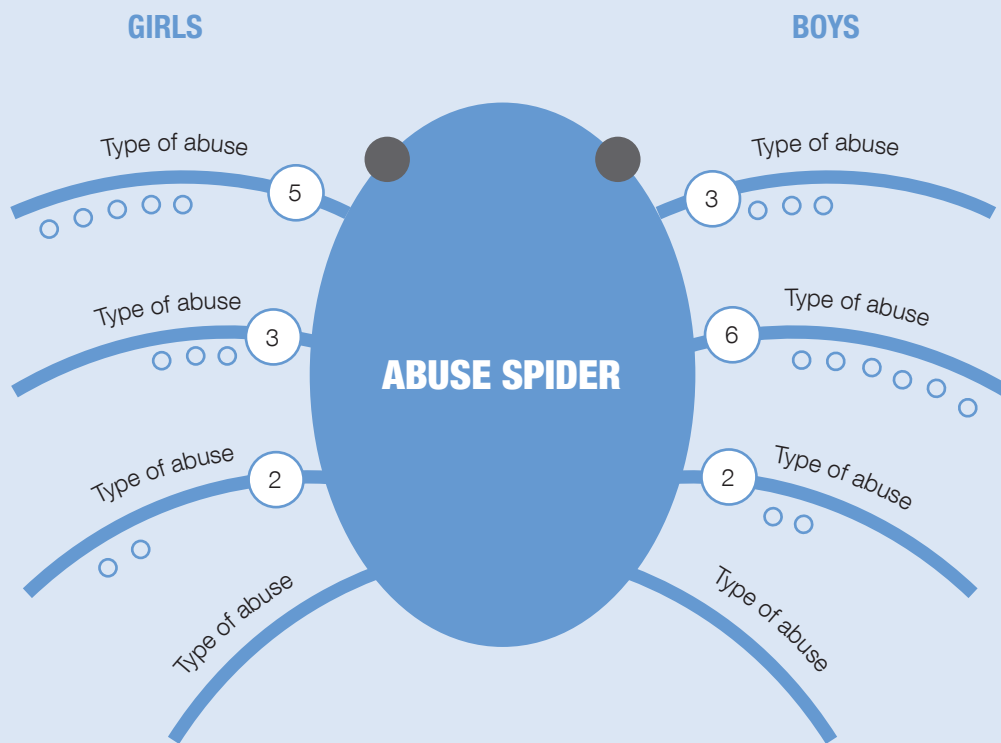 GIRLS
BOYS
Type of abuse
5
Type of abuse
3
Type of abuse
3
Type of abuse
6
ABUSE SPIDER
Type of abuse
2
Type of abuse
2
Type of abuse
Type of abuse